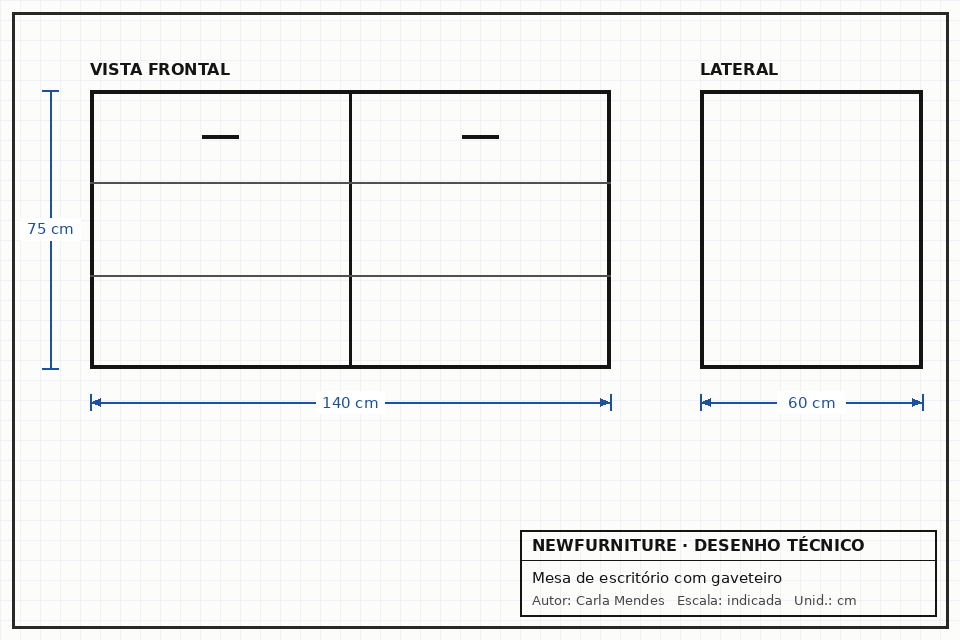 VISTA FRONTAL
LATERAL
75 cm
140 cm
60 cm
NEWFURNITURE · DESENHO TÉCNICO
Mesa de escritório com gaveteiro
Autor: Carla Mendes Escala: indicada Unid.: cm